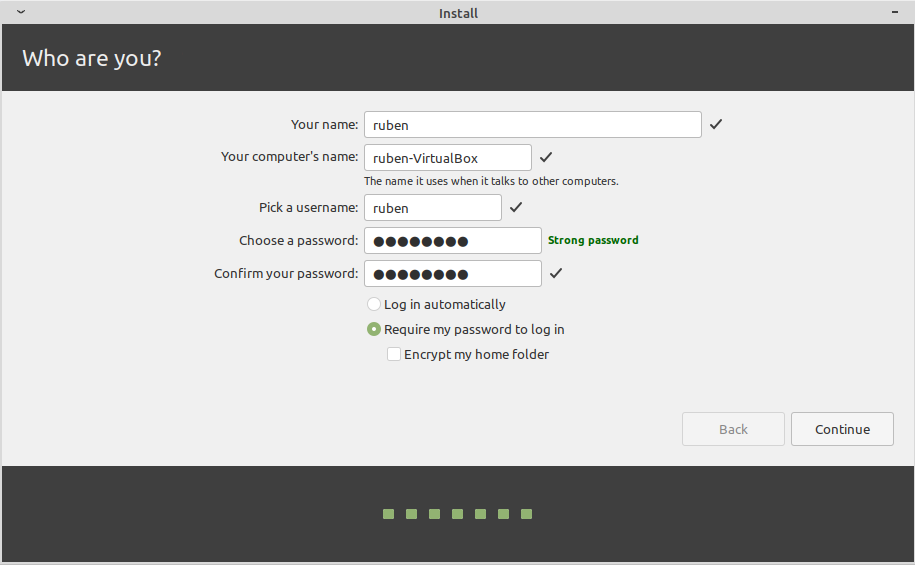 Install
Who are you?
Your name: ruben
Your computer's name: ruben-VirtualBox
The name it uses when it talks to other computers.
Pick a username: ruben
Choose a password: ●●●●●●●● Strong password
Confirm your password: ●●●●●●●●
Log in automatically
Require my password to log in
Encrypt my home folder
Back Continue